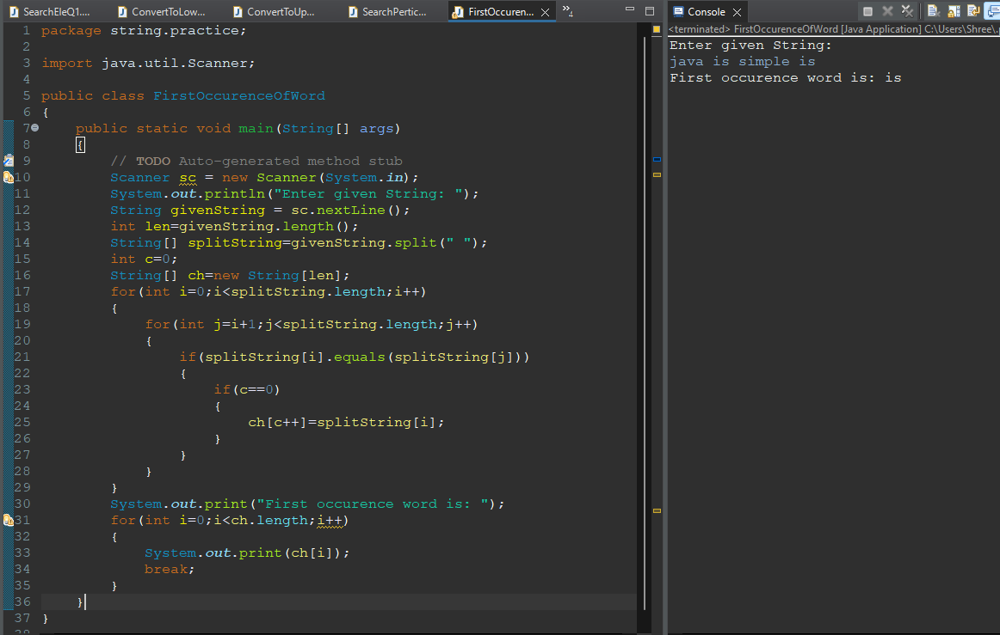 SearchEleQ1.... ConvertToLow... ConvertToUp... SearchPertic... FirstOccuren... »4
1 package string.practice;
2
3 import java.util.Scanner;
4
5 public class FirstOccurenceOfWord
6 {
7 public static void main(String[] args)
8 {
9 // TODO Auto-generated method stub
10 Scanner sc = new Scanner(System.in);
11 System.out.println("Enter given String: ");
12 String givenString = sc.nextLine();
13 int len=givenString.length();
14 String[] splitString=givenString.split(" ");
15 int c=0;
16 String[] ch=new String[len];
17 for(int i=0;i<splitString.length;i++)
18 {
19 for(int j=i+1;j<splitString.length;j++)
20 {
21 if(splitString[i].equals(splitString[j]))
22 {
23 if(c==0)
24 {
25 ch[c++]=splitString[i];
26 }
27 }
28 }
29 }
30 System.out.print("First occurence word is: ");
31 for(int i=0;i<ch.length;i++)
32 {
33 System.out.print(ch[i]);
34 break;
35 }
36 }
37 }
38
Console
<terminated> FirstOccurenceOfWord [Java Application] C:\Users\Shree\.p
Enter given String:
java is simple is
First occurence word is: is